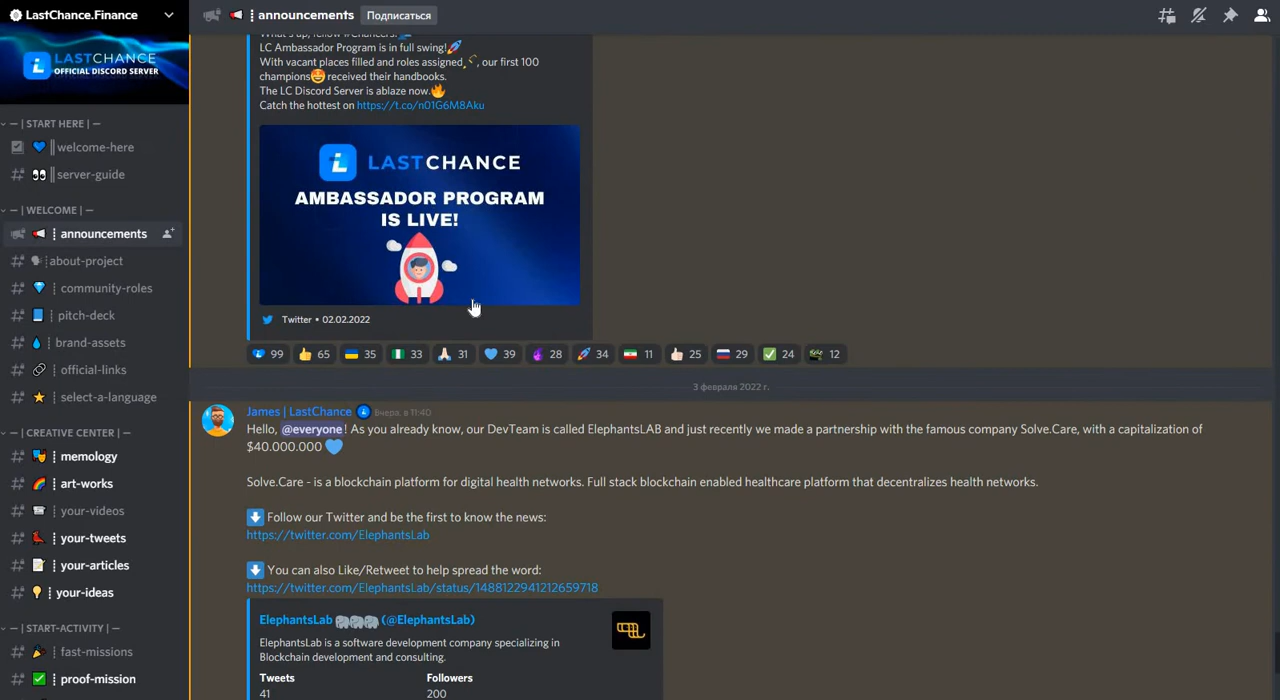 LastChance.Finance
LASTCHANCE
OFFICIAL DISCORD SERVER
— | START HERE | —
welcome-here
server-guide
— | WELCOME | —
announcements
about-project
community-roles
pitch-deck
brand-assets
official-links
select-a-language
— | CREATIVE CENTER | —
memology
art-works
your-videos
your-tweets
your-articles
your-ideas
— | START-ACTIVITY | —
fast-missions
proof-mission
announcements Подписаться
What's up, fellow #Chancers!
LC Ambassador Program is in full swing!🚀
With vacant places filled and roles assigned, our first 100
champions🤩received their handbooks.
The LC Discord Server is ablaze now.🔥
Catch the hottest on https://t.co/n01G6M8Aku
LASTCHANCE
AMBASSADOR PROGRAM
IS LIVE!
Twitter • 02.02.2022
99 65 35 33 31 39 28 34 11 25 29 24 12
3 февраля 2022 г.
James | LastChance Вчера, в 11:40
Hello, @everyone! As you already know, our DevTeam is called ElephantsLAB and just recently we made a partnership with the famous company Solve.Care, with a capitalization of
$40.000.000 💙
Solve.Care - is a blockchain platform for digital health networks. Full stack blockchain enabled healthcare platform that decentralizes health networks.
⬇️ Follow our Twitter and be the first to know the news:
https://twitter.com/ElephantsLab
⬇️ You can also Like/Retweet to help spread the word:
https://twitter.com/ElephantsLab/status/1488122941212659718
ElephantsLab 🐘🐘🐘 (@ElephantsLab)
ElephantsLab is a software development company specializing in
Blockchain development and consulting.
Tweets Followers
41 200